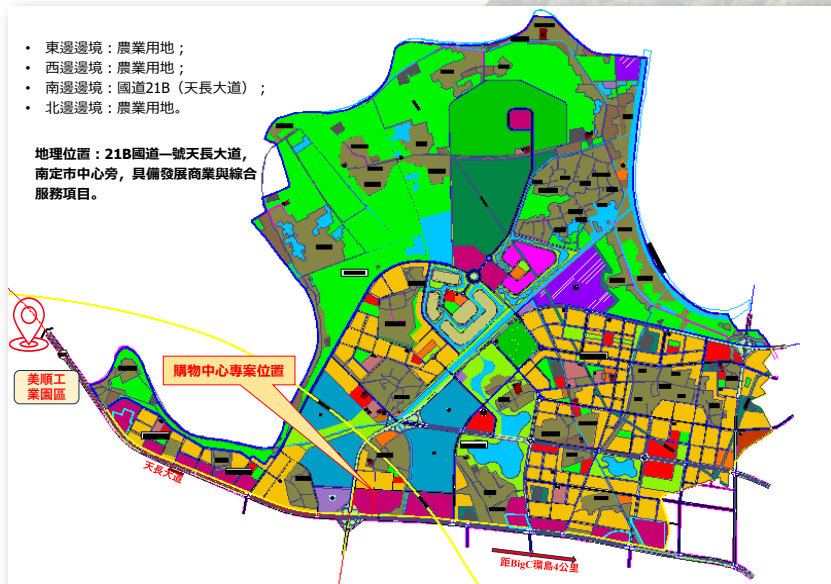 • 東邊邊境：農業用地；
• 西邊邊境：農業用地；
• 南邊邊境：國道21B（天長大道）；
• 北邊邊境：農業用地。
地理位置：21B國道—號天長大道，
南定市中心旁，具備發展商業與綜合
服務項目。
購物中心專案位置
美順工
業園區
天長大道
距BigC環島4公里